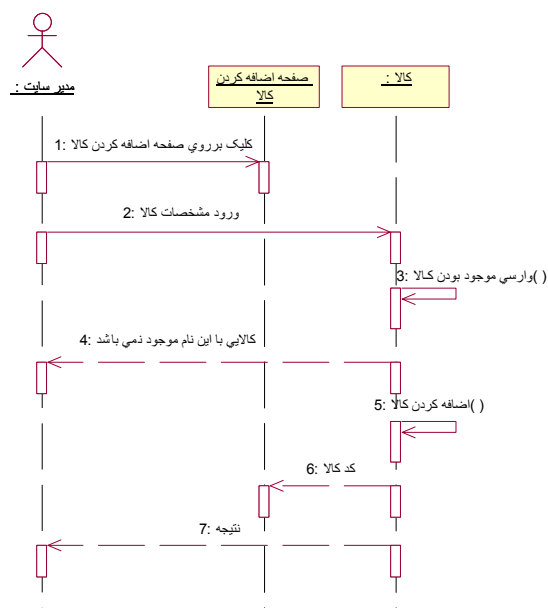 مدير سايت :
صفحه اضافه كردن
كالا
كالا :
1: كليک برروي صفحه اضافه كردن كالا
2: ورود مشخصات كالا
3: وارسي موجود بودن كالا( )
4: كالايي با اين نام موجود نمي باشد
5: اضافه كردن كالا( )
6: كد كالا
7: نتيجه